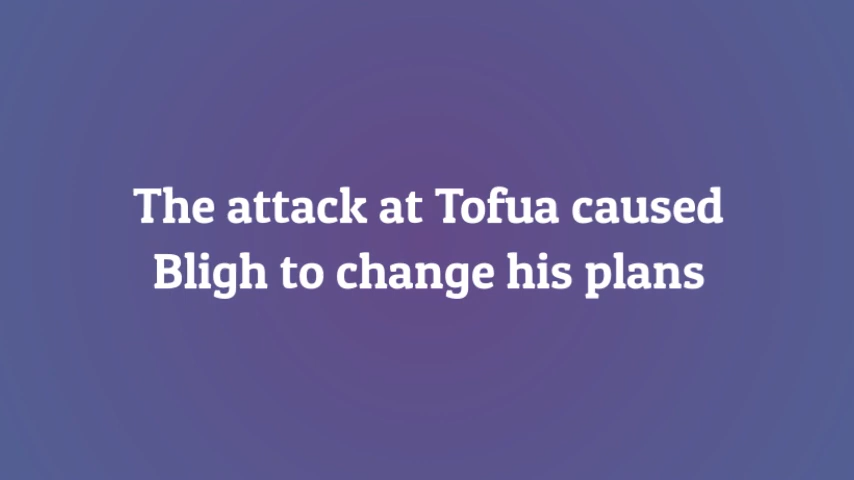 The attack at Tofua caused
Bligh to change his plans